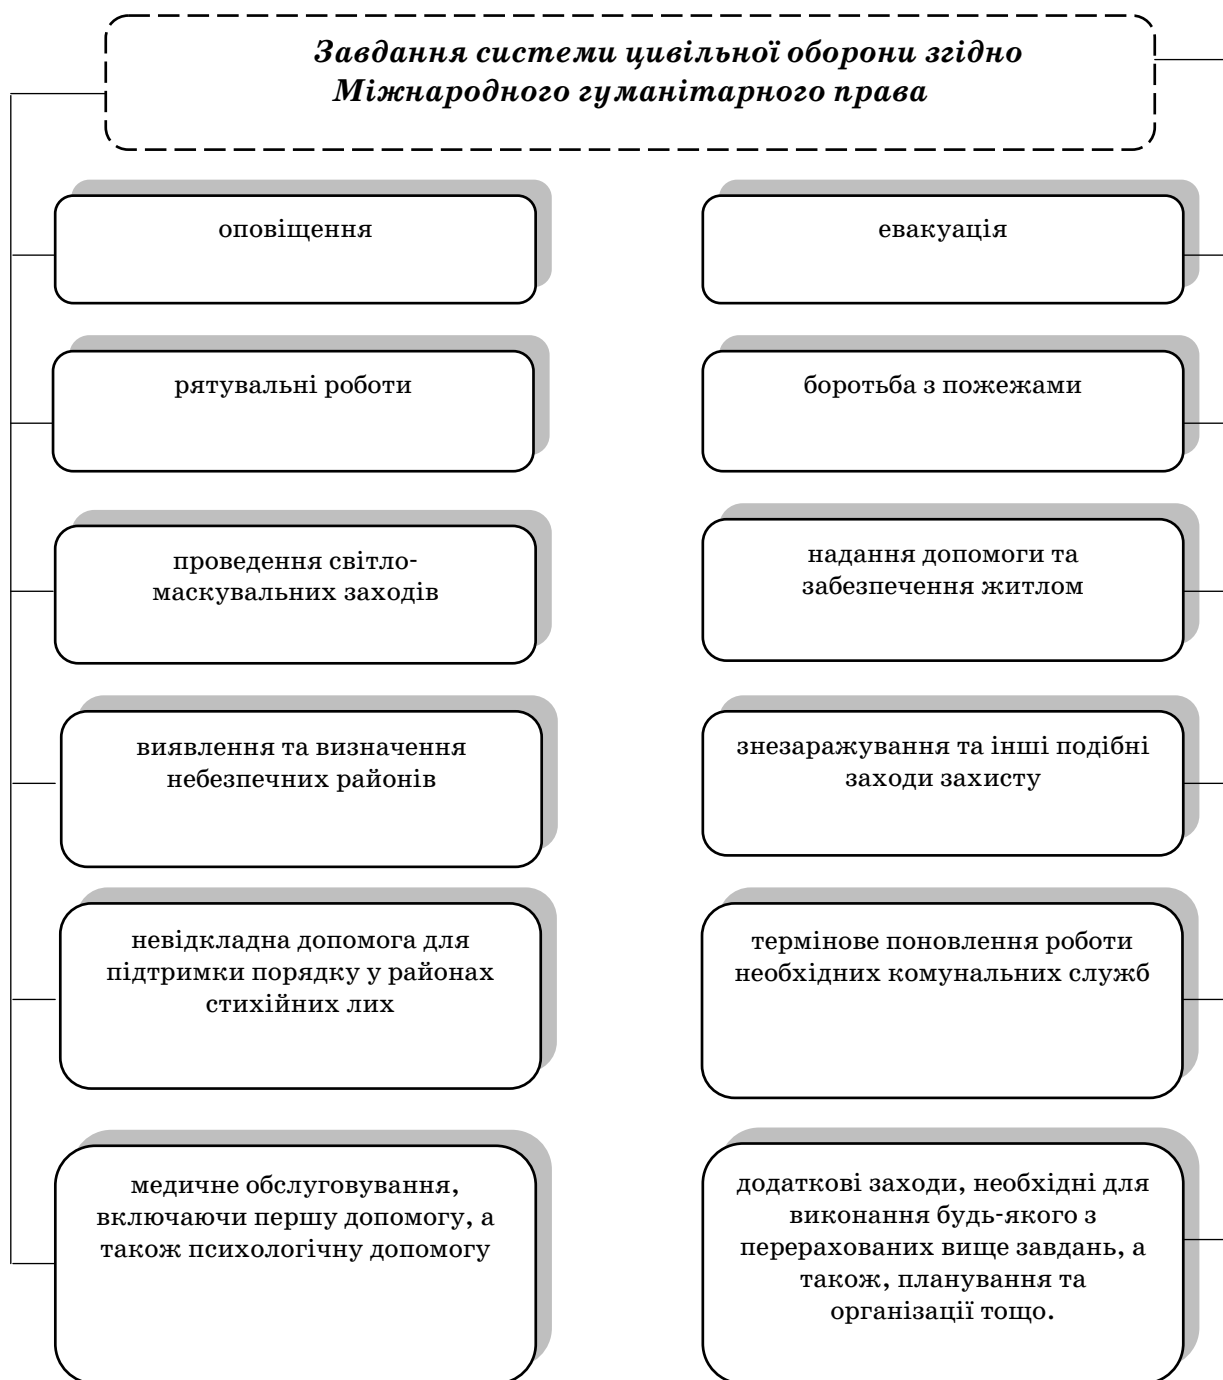 Завдання системи цивільної оборони згідно
Міжнародного гуманітарного права
оповіщення
евакуація
рятувальні роботи
боротьба з пожежами
проведення світло-
маскувальних заходів
надання допомоги та
забезпечення житлом
виявлення та визначення
небезпечних районів
знезаражування та інші подібні
заходи захисту
невідкладна допомога для
підтримки порядку у районах
стихійних лих
термінове поновлення роботи
необхідних комунальних служб
медичне обслуговування,
включаючи першу допомогу, а
також психологічну допомогу
додаткові заходи, необхідні для
виконання будь-якого з
перерахованих вище завдань, а
також, планування та
організації тощо.